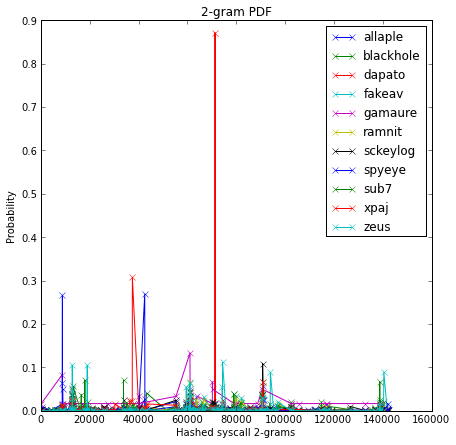 2-gram PDF
0.9
0.8
0.7
0.6
0.5
0.4
0.3
0.2
0.1
0.0
Probability
allaple
blackhole
dapato
fakeav
gamaure
ramnit
sckeylog
spyeye
sub7
xpaj
zeus
0 20000 40000 60000 80000 100000 120000 140000 160000
Hashed syscall 2-grams